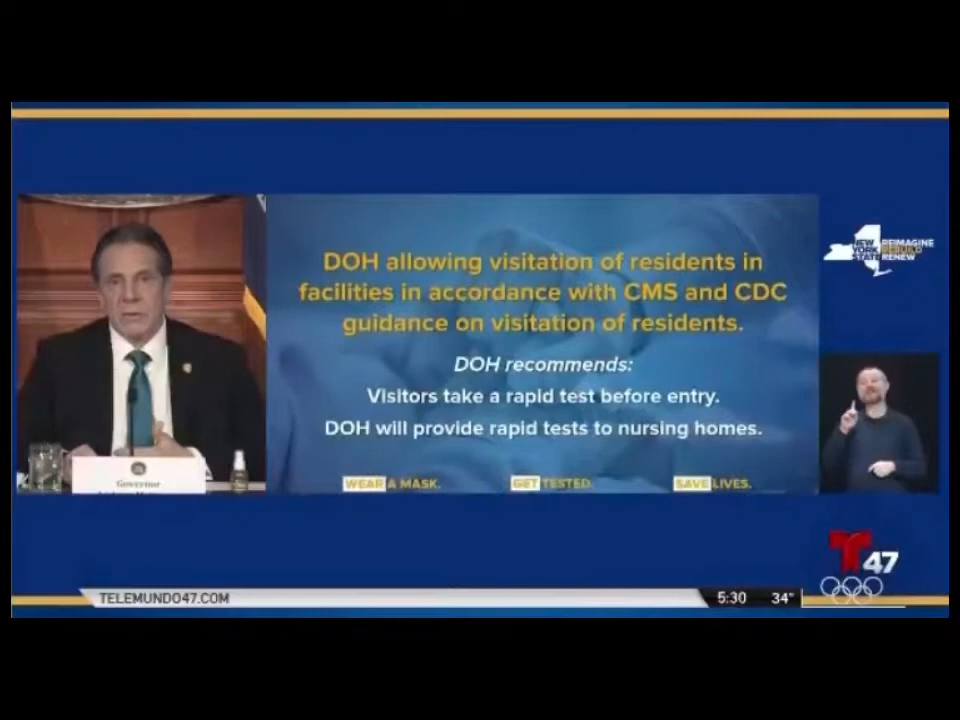 DOH allowing visitation of residents in
facilities in accordance with CMS and CDC
guidance on visitation of residents.
DOH recommends:
Visitors take a rapid test before entry.
DOH will provide rapid tests to nursing homes.
WEAR A MASK.
GET TESTED.
SAVE LIVES.
Governor
NEW
YORK
STATE
REIMAGINE
REBUILD
RENEW
T 47
TELEMUNDO47.COM
5:30 34°